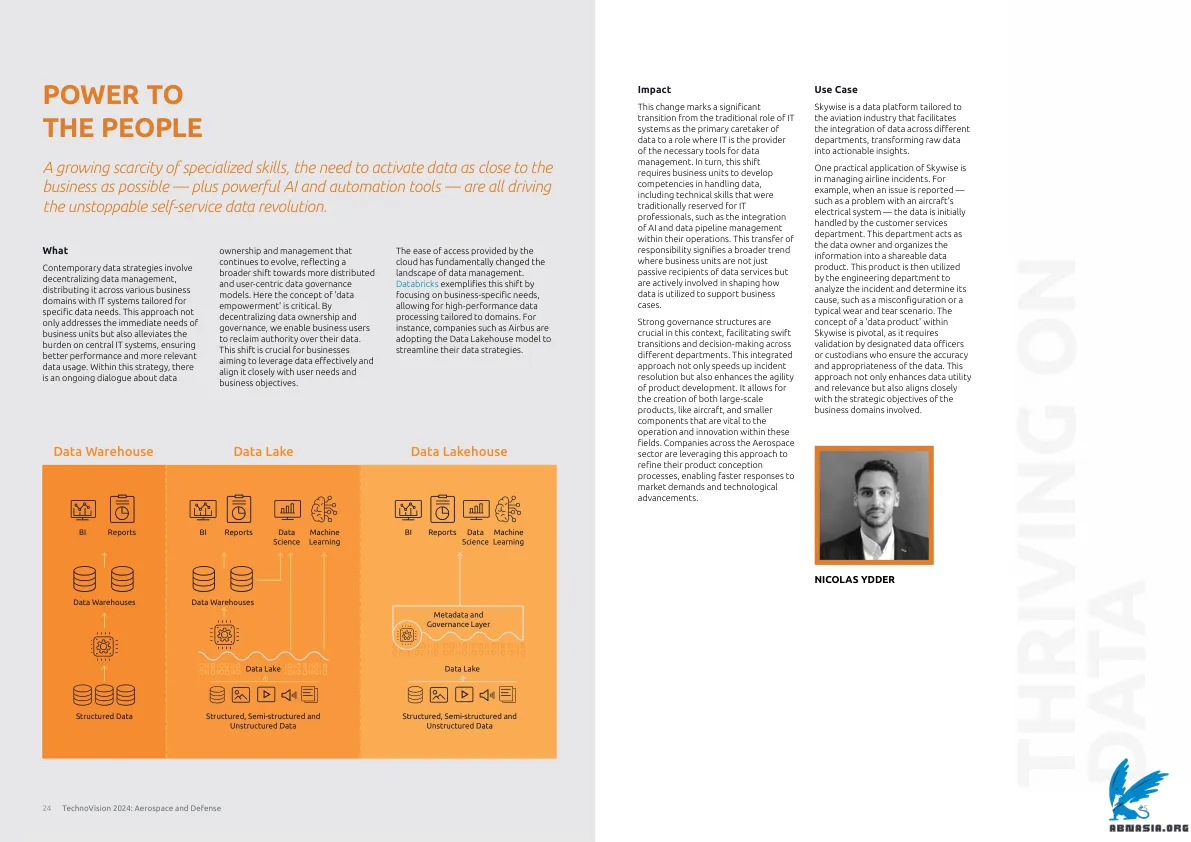 POWER TO
THE PEOPLE
A growing scarcity of specialized skills, the need to activate data as close to the
business as possible — plus powerful AI and automation tools — are all driving
the unstoppable self-service data revolution.
What
Contemporary data strategies involve
decentralizing data management,
distributing it across various business
domains with IT systems tailored for
specific data needs. This approach not
only addresses the immediate needs of
business units but also alleviates the
burden on central IT systems, ensuring
better performance and more relevant
data usage. Within this strategy, there
is an ongoing dialogue about data
ownership and management that
continues to evolve, reflecting a
broader shift towards more distributed
and user-centric data governance
models. Here the concept of 'data
empowerment' is critical. By
decentralizing data ownership and
governance, we enable business users
to reclaim authority over their data.
This shift is crucial for businesses
aiming to leverage data effectively and
align it closely with user needs and
business objectives.
The ease of access provided by the
cloud has fundamentally changed the
landscape of data management.
Databricks exemplifies this shift by
focusing on business-specific needs,
allowing for high-performance data
processing tailored to domains. For
instance, companies such as Airbus are
adopting the Data Lakehouse model to
streamline their data strategies.
Data Warehouse
BI
Reports
Data Warehouses
Structured Data
Data Lake
BI
Reports
Data
Science
Machine
Learning
Data Warehouses
Data Lake
Structured, Semi-structured and
Unstructured Data
Data Lakehouse
BI
Reports
Data
Science
Machine
Learning
Metadata and
Governance Layer
Data Lake
Structured, Semi-structured and
Unstructured Data
24 TechnoVision 2024: Aerospace and Defense
Impact
This change marks a significant
transition from the traditional role of IT
systems as the primary caretaker of
data to a role where IT is the provider
of the necessary tools for data
management. In turn, this shift
requires business units to develop
competencies in handling data,
including technical skills that were
traditionally reserved for IT
professionals, such as the integration
of AI and data pipeline management
within their operations. This transfer of
responsibility signifies a broader trend
where business units are not just
passive recipients of data services but
are actively involved in shaping how
data is utilized to support business
cases.
Strong governance structures are
crucial in this context, facilitating swift
transitions and decision-making across
different departments. This integrated
approach not only speeds up incident
resolution but also enhances the agility
of product development. It allows for
the creation of both large-scale
products, like aircraft, and smaller
components that are vital to the
operation and innovation within these
fields. Companies across the Aerospace
sector are leveraging this approach to
refine their product conception
processes, enabling faster responses to
market demands and technological
advancements.
Use Case
Skywise is a data platform tailored to
the aviation industry that facilitates
the integration of data across different
departments, transforming raw data
into actionable insights.
One practical application of Skywise is
in managing airline incidents. For
example, when an issue is reported —
such as a problem with an aircraft's
electrical system — the data is initially
handled by the customer services
department. This department acts as
the data owner and organizes the
information into a shareable data
product. This product is then utilized
by the engineering department to
analyze the incident and determine its
cause, such as a misconfiguration or a
typical wear and tear scenario. The
concept of a 'data product' within
Skywise is pivotal, as it requires
validation by designated data officers
or custodians who ensure the accuracy
and appropriateness of the data. This
approach not only enhances data utility
and relevance but also aligns closely
with the strategic objectives of the
business domains involved.
NICOLAS YDDER
THRIVING ON
DATA
ABNASIA.ORG